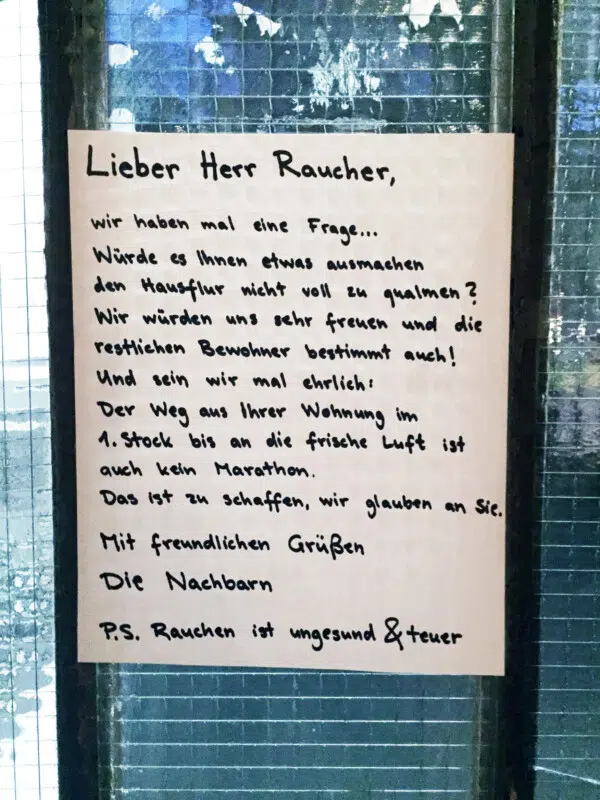 Lieber Herr Raucher,
wir haben mal eine Frage...
Würde es Ihnen etwas ausmachen
den Hausflur nicht voll zu qualmen?
Wir würden uns sehr freuen und die
restlichen Bewohner bestimmt auch!
Und sein wir mal ehrlich:
Der Weg aus Ihrer Wohnung im
1. Stock bis an die frische Luft ist
auch kein Marathon.
Das ist zu schaffen, wir glauben an Sie.
Mit freundlichen Grüßen
Die Nachbarn
P.S. Rauchen ist ungesund & teuer